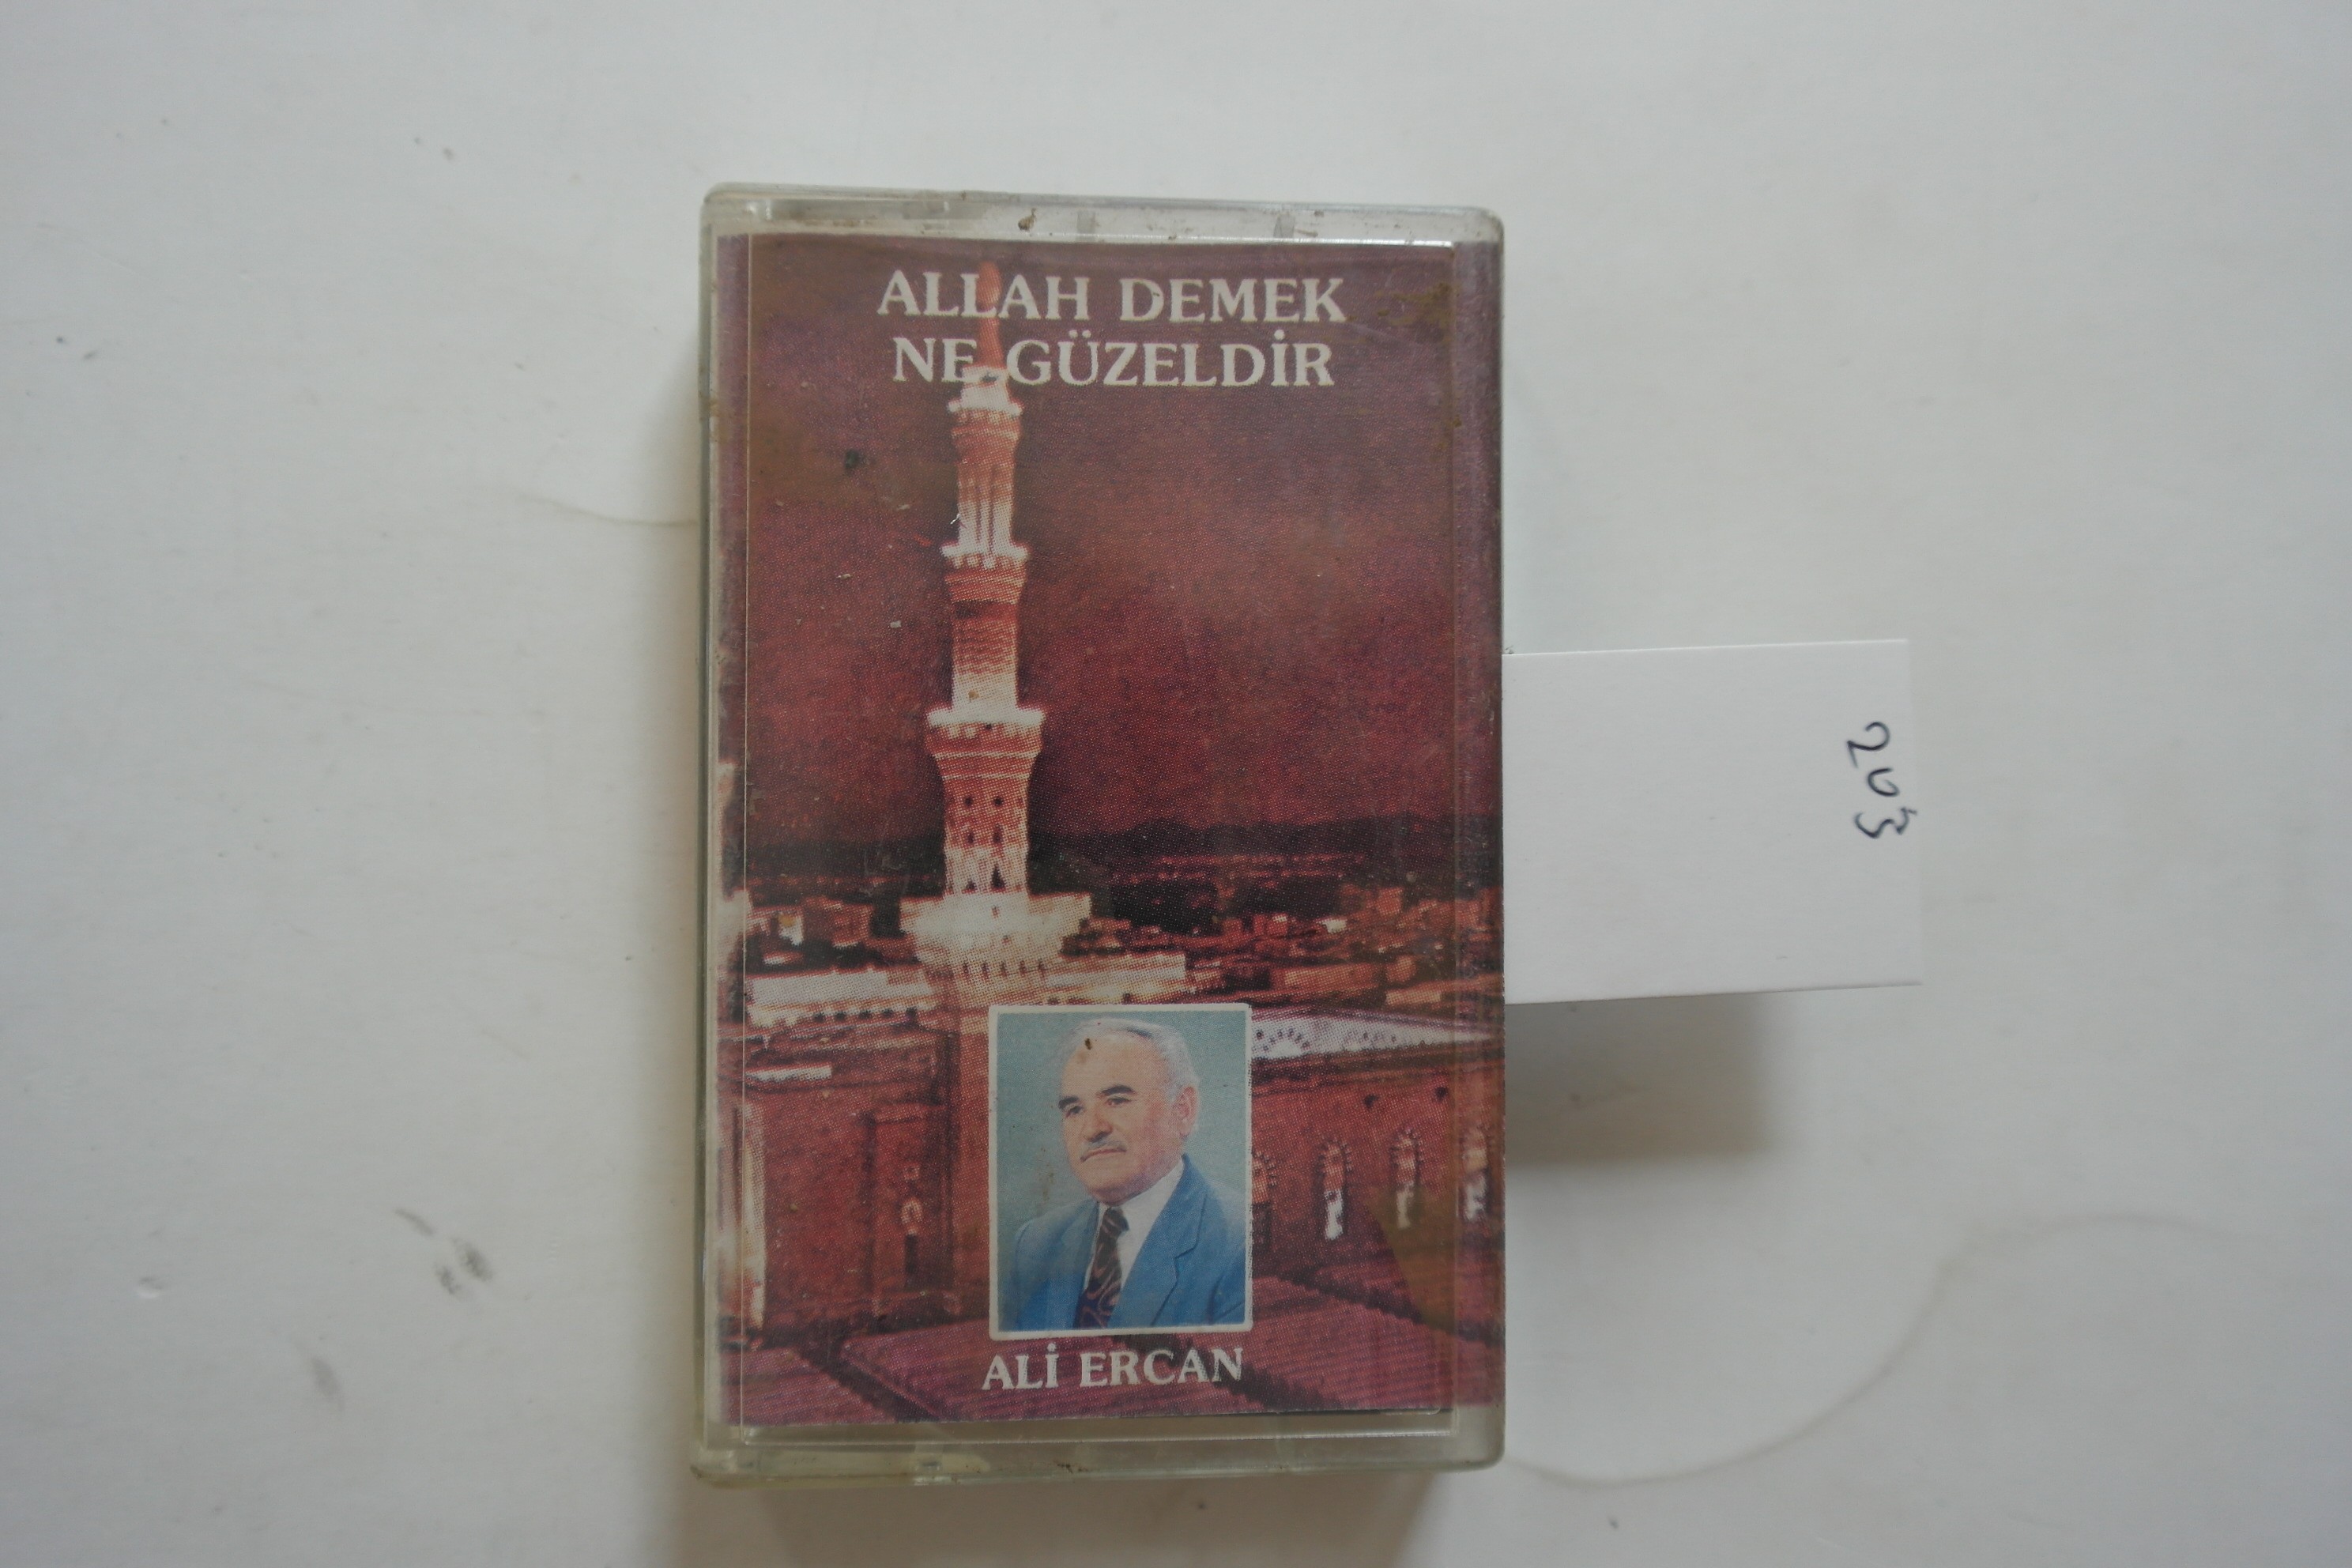 ALLAH DEMEK
NE GÜZELDİR
ALİ ERCAN
203